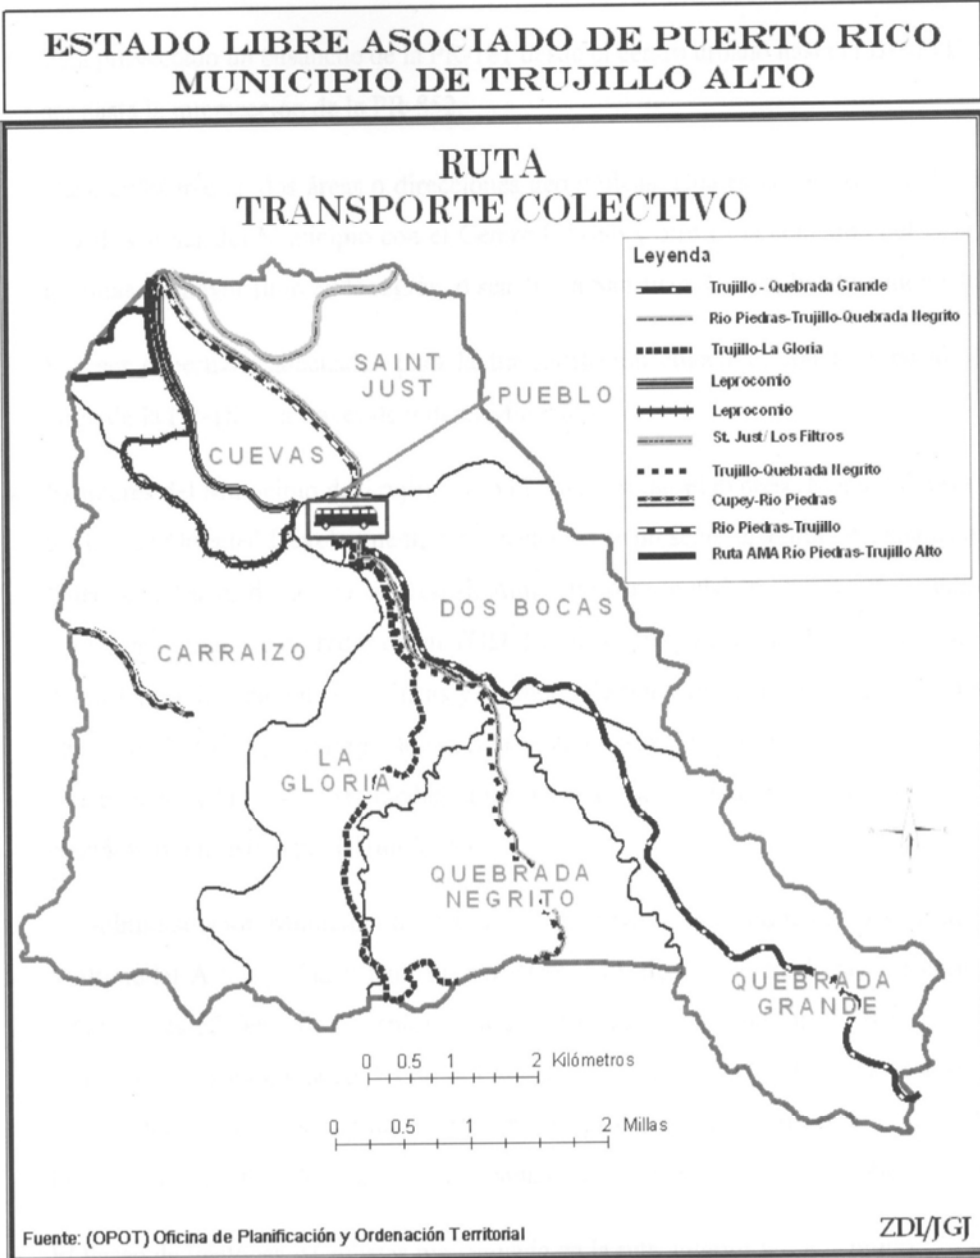 ESTADO LIBRE ASOCIADO DE PUERTO RICO
MUNICIPIO DE TRUJILLO ALTO
RUTA
TRANSPORTE COLECTIVO
Leyenda
Trujillo - Quebrada Grande
Rio Piedras-Trujillo-Quebrada Negrito
Trujillo-La Gloria
Leprocomio
Leprocomio
St. Just/ Los Filtros
Trujillo-Quebrada Negrito
Cupey-Rio Piedras
Rio Piedras-Trujillo
Ruta AMA Rio Piedras-Trujillo Alto
SAINT
JUST
PUEBLO
CUEVAS
DOS BOCAS
CARRAIZO
LA
GLORIA
QUEBRADA
NEGRITO
QUEBRADA
GRANDE
0 0.5 1 2 Kilómetros
0 0.5 1 2 Millas
Fuente: (OPOT) Oficina de Planificación y Ordenación Territorial
ZDI/JGJ